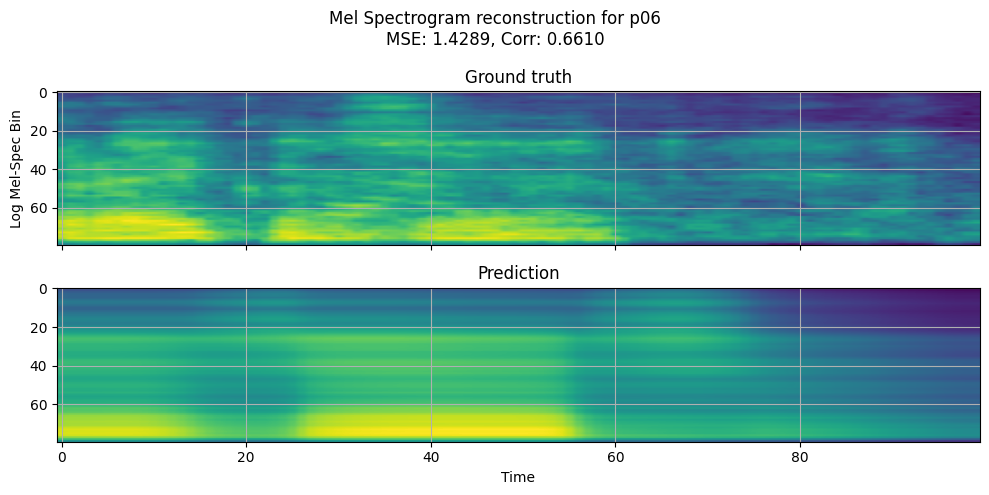 Mel Spectrogram reconstruction for p06
MSE: 1.4289, Corr: 0.6610
Ground truth
0
20
40
60
Log Mel-Spec Bin
Prediction
0
20
40
60
0 20 40 60 80
Time